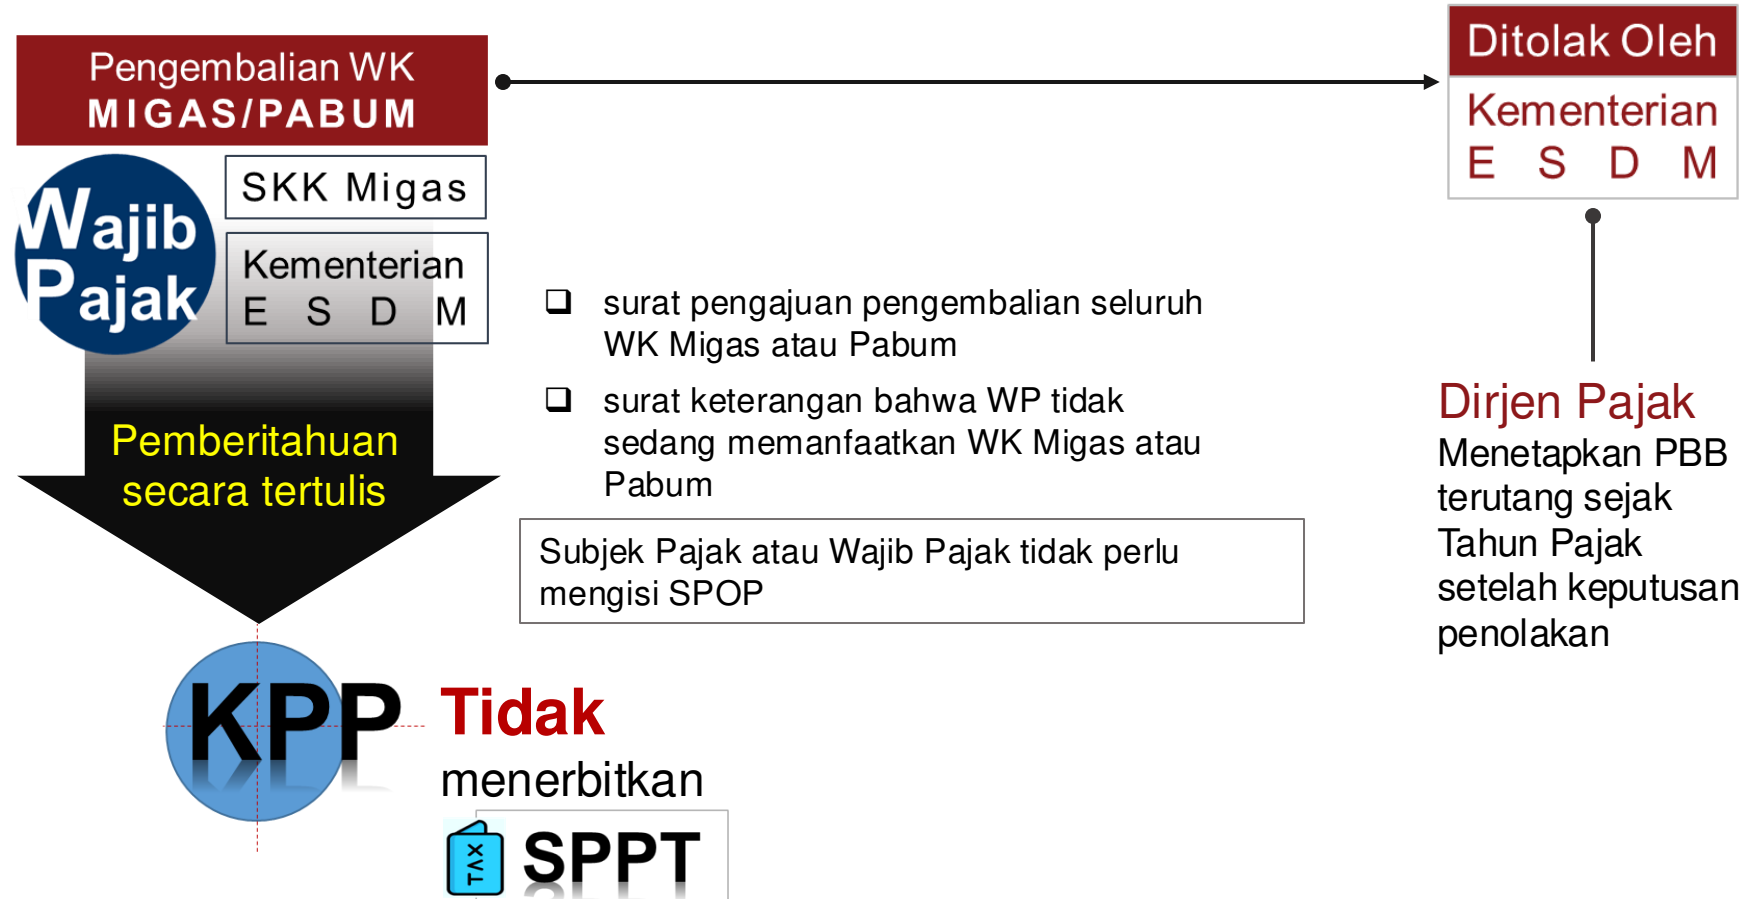 Pengembalian WK
MIGAS/PABUM
Wajib
Pajak
SKK Migas
Kementerian
E S D M
Pemberitahuan
secara tertulis
❑ surat pengajuan pengembalian seluruh
WK Migas atau Pabum
❑ surat keterangan bahwa WP tidak
sedang memanfaatkan WK Migas atau
Pabum
Subjek Pajak atau Wajib Pajak tidak perlu
mengisi SPOP
KPP
Tidak
menerbitkan
TAX
SPPT
Ditolak Oleh
Kementerian
E S D M
Dirjen Pajak
Menetapkan PBB
terutang sejak
Tahun Pajak
setelah keputusan
penolakan